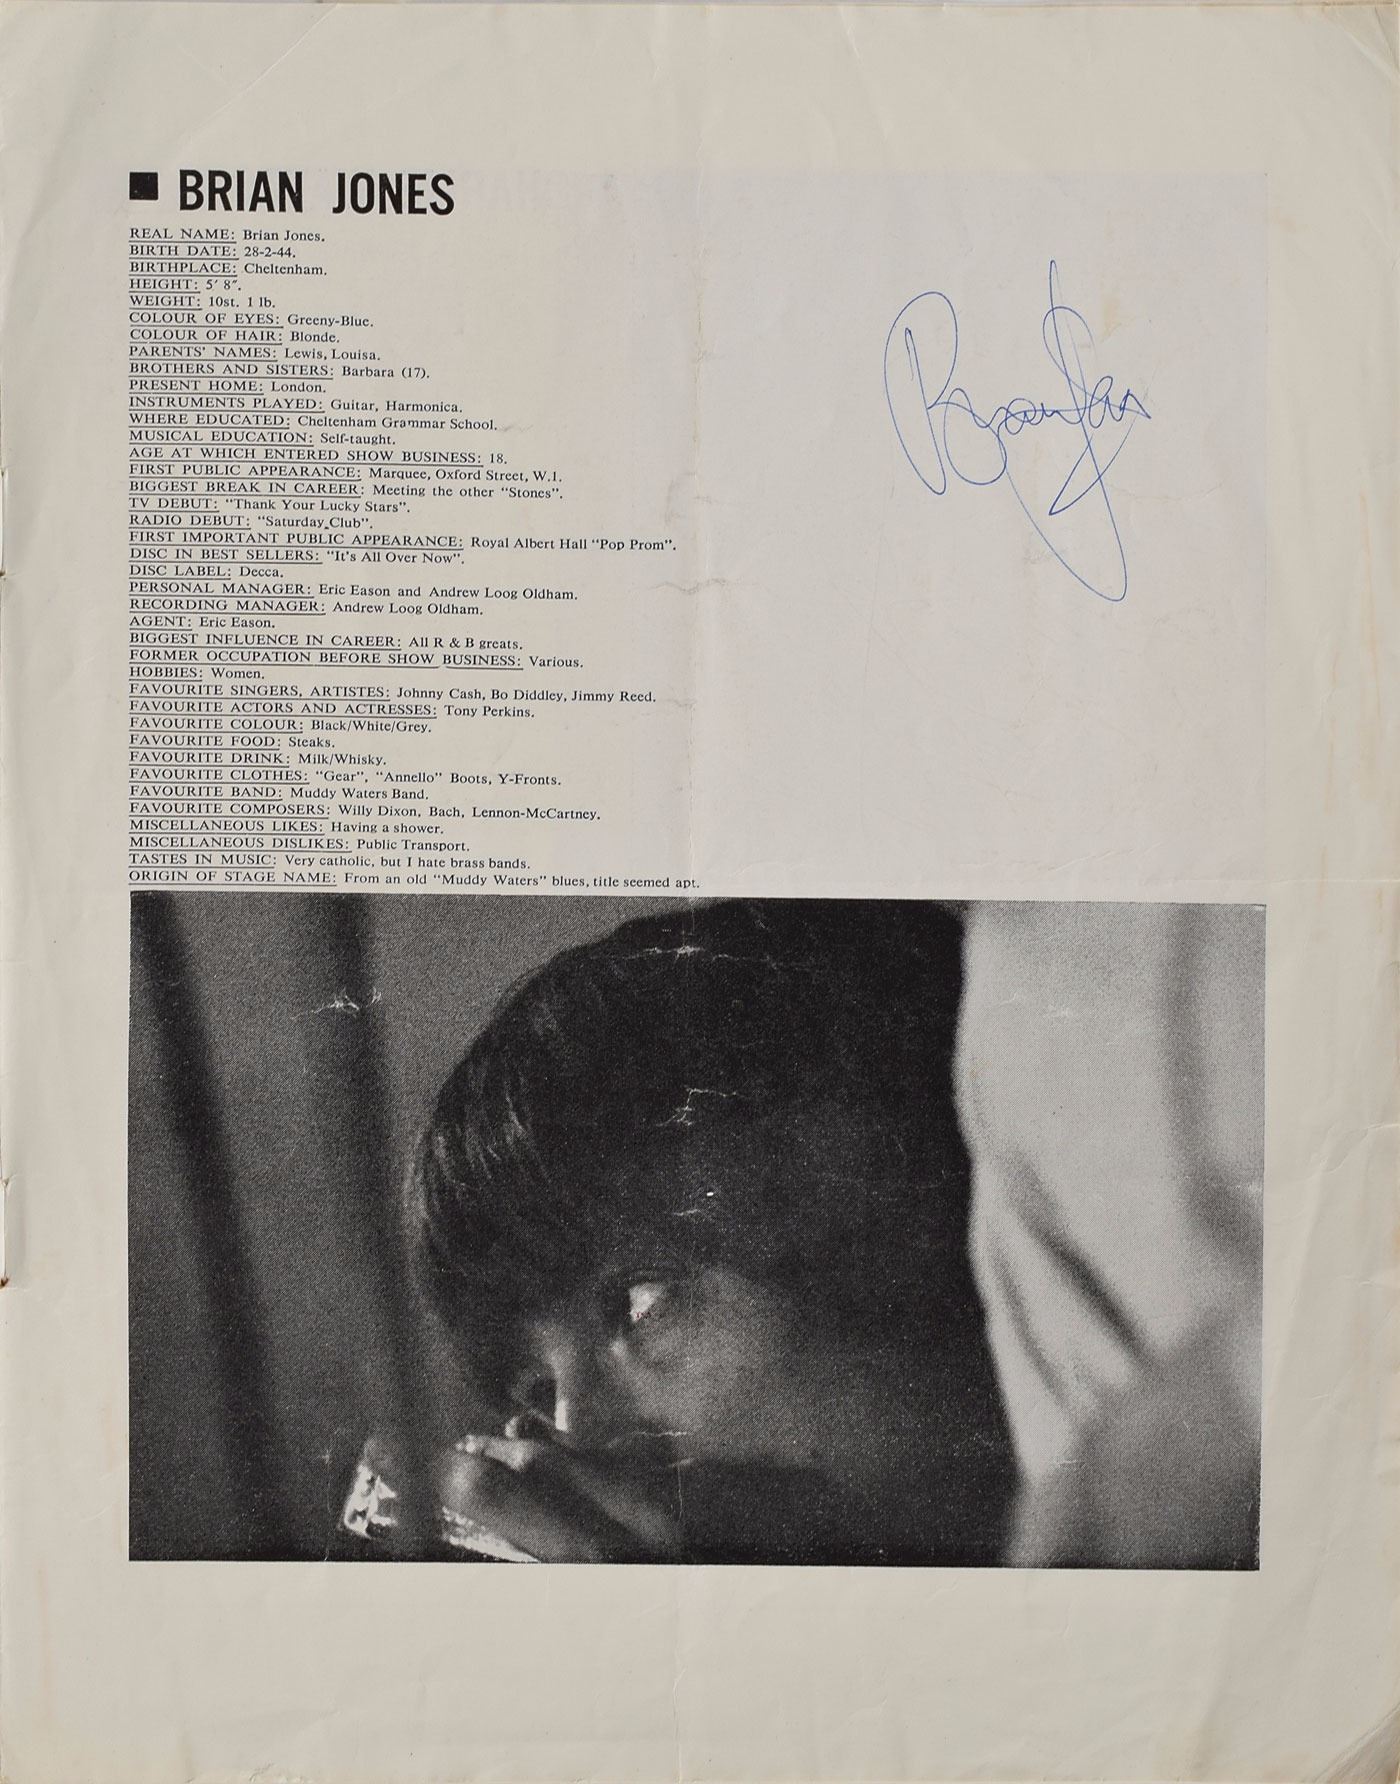 BRIAN JONES
REAL NAME: Brian Jones.
BIRTH DATE: 28-2-44.
BIRTHPLACE: Cheltenham.
HEIGHT: 5' 8".
WEIGHT: 10st. 1 lb.
COLOUR OF EYES: Greeny-Blue.
COLOUR OF HAIR: Blonde.
PARENTS' NAMES: Lewis, Louisa.
BROTHERS AND SISTERS: Barbara (17).
PRESENT HOME: London.
INSTRUMENTS PLAYED: Guitar, Harmonica.
WHERE EDUCATED: Cheltenham Grammar School.
MUSICAL EDUCATION: Self-taught.
AGE AT WHICH ENTERED SHOW BUSINESS: 18.
FIRST PUBLIC APPEARANCE: Marquee, Oxford Street, W.1.
BIGGEST BREAK IN CAREER: Meeting the other "Stones".
TV DEBUT: "Thank Your Lucky Stars".
RADIO DEBUT: "Saturday Club".
FIRST IMPORTANT PUBLIC APPEARANCE: Royal Albert Hall "Pop Prom".
DISC IN BEST SELLERS: "It's All Over Now".
DISC LABEL: Decca.
PERSONAL MANAGER: Eric Eason and Andrew Loog Oldham.
RECORDING MANAGER: Andrew Loog Oldham.
AGENT: Eric Eason.
BIGGEST INFLUENCE IN CAREER: All R & B greats.
FORMER OCCUPATION BEFORE SHOW BUSINESS: Various.
HOBBIES: Women.
FAVOURITE SINGERS, ARTISTES: Johnny Cash, Bo Diddley, Jimmy Reed.
FAVOURITE ACTORS AND ACTRESSES: Tony Perkins.
FAVOURITE COLOUR: Black/White/Grey.
FAVOURITE FOOD: Steaks.
FAVOURITE DRINK: Milk/Whisky.
FAVOURITE CLOTHES: "Gear", "Annello" Boots, Y-Fronts.
FAVOURITE BAND: Muddy Waters Band.
FAVOURITE COMPOSERS: Willy Dixon, Bach, Lennon-McCartney.
MISCELLANEOUS LIKES: Having a shower.
MISCELLANEOUS DISLIKES: Public Transport.
TASTES IN MUSIC: Very catholic, but I hate brass bands.
ORIGIN OF STAGE NAME: From an old "Muddy Waters" blues, title seemed apt.
Brian